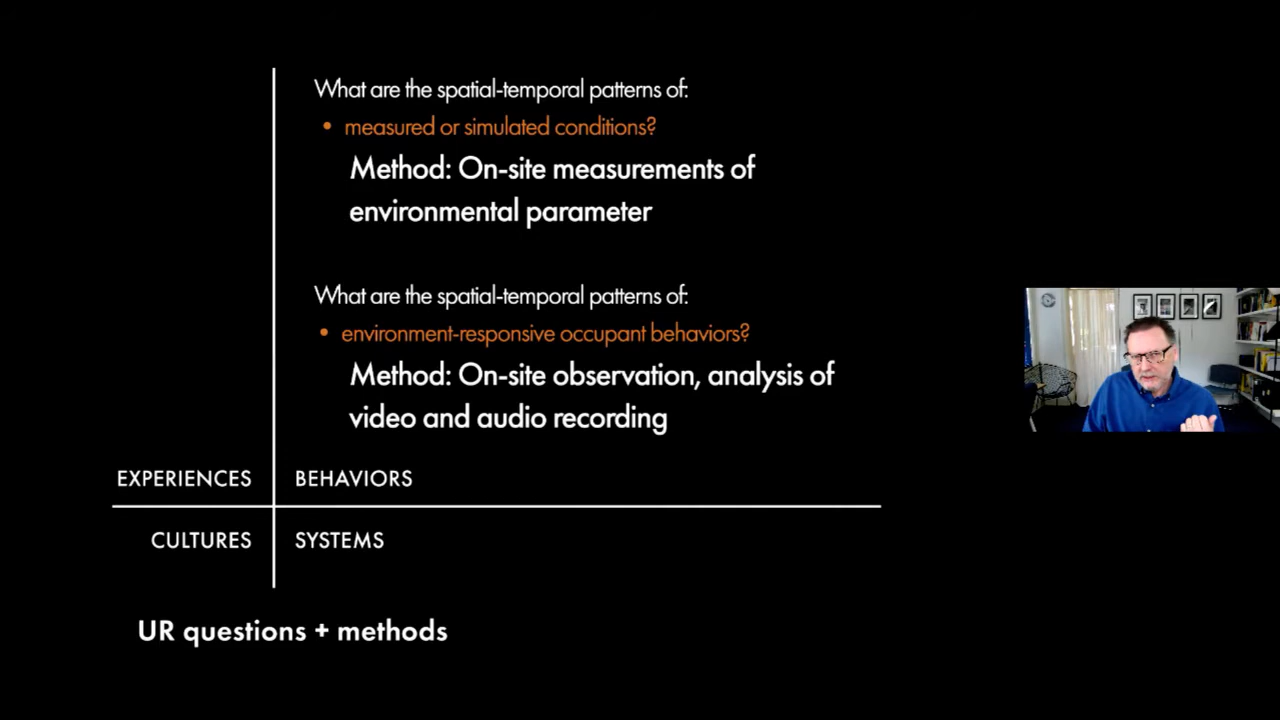 What are the spatial-temporal patterns of:
• measured or simulated conditions?
Method: On-site measurements of
environmental parameter
What are the spatial-temporal patterns of:
• environment-responsive occupant behaviors?
Method: On-site observation, analysis of
video and audio recording
EXPERIENCES BEHAVIORS
CULTURES SYSTEMS
UR questions + methods